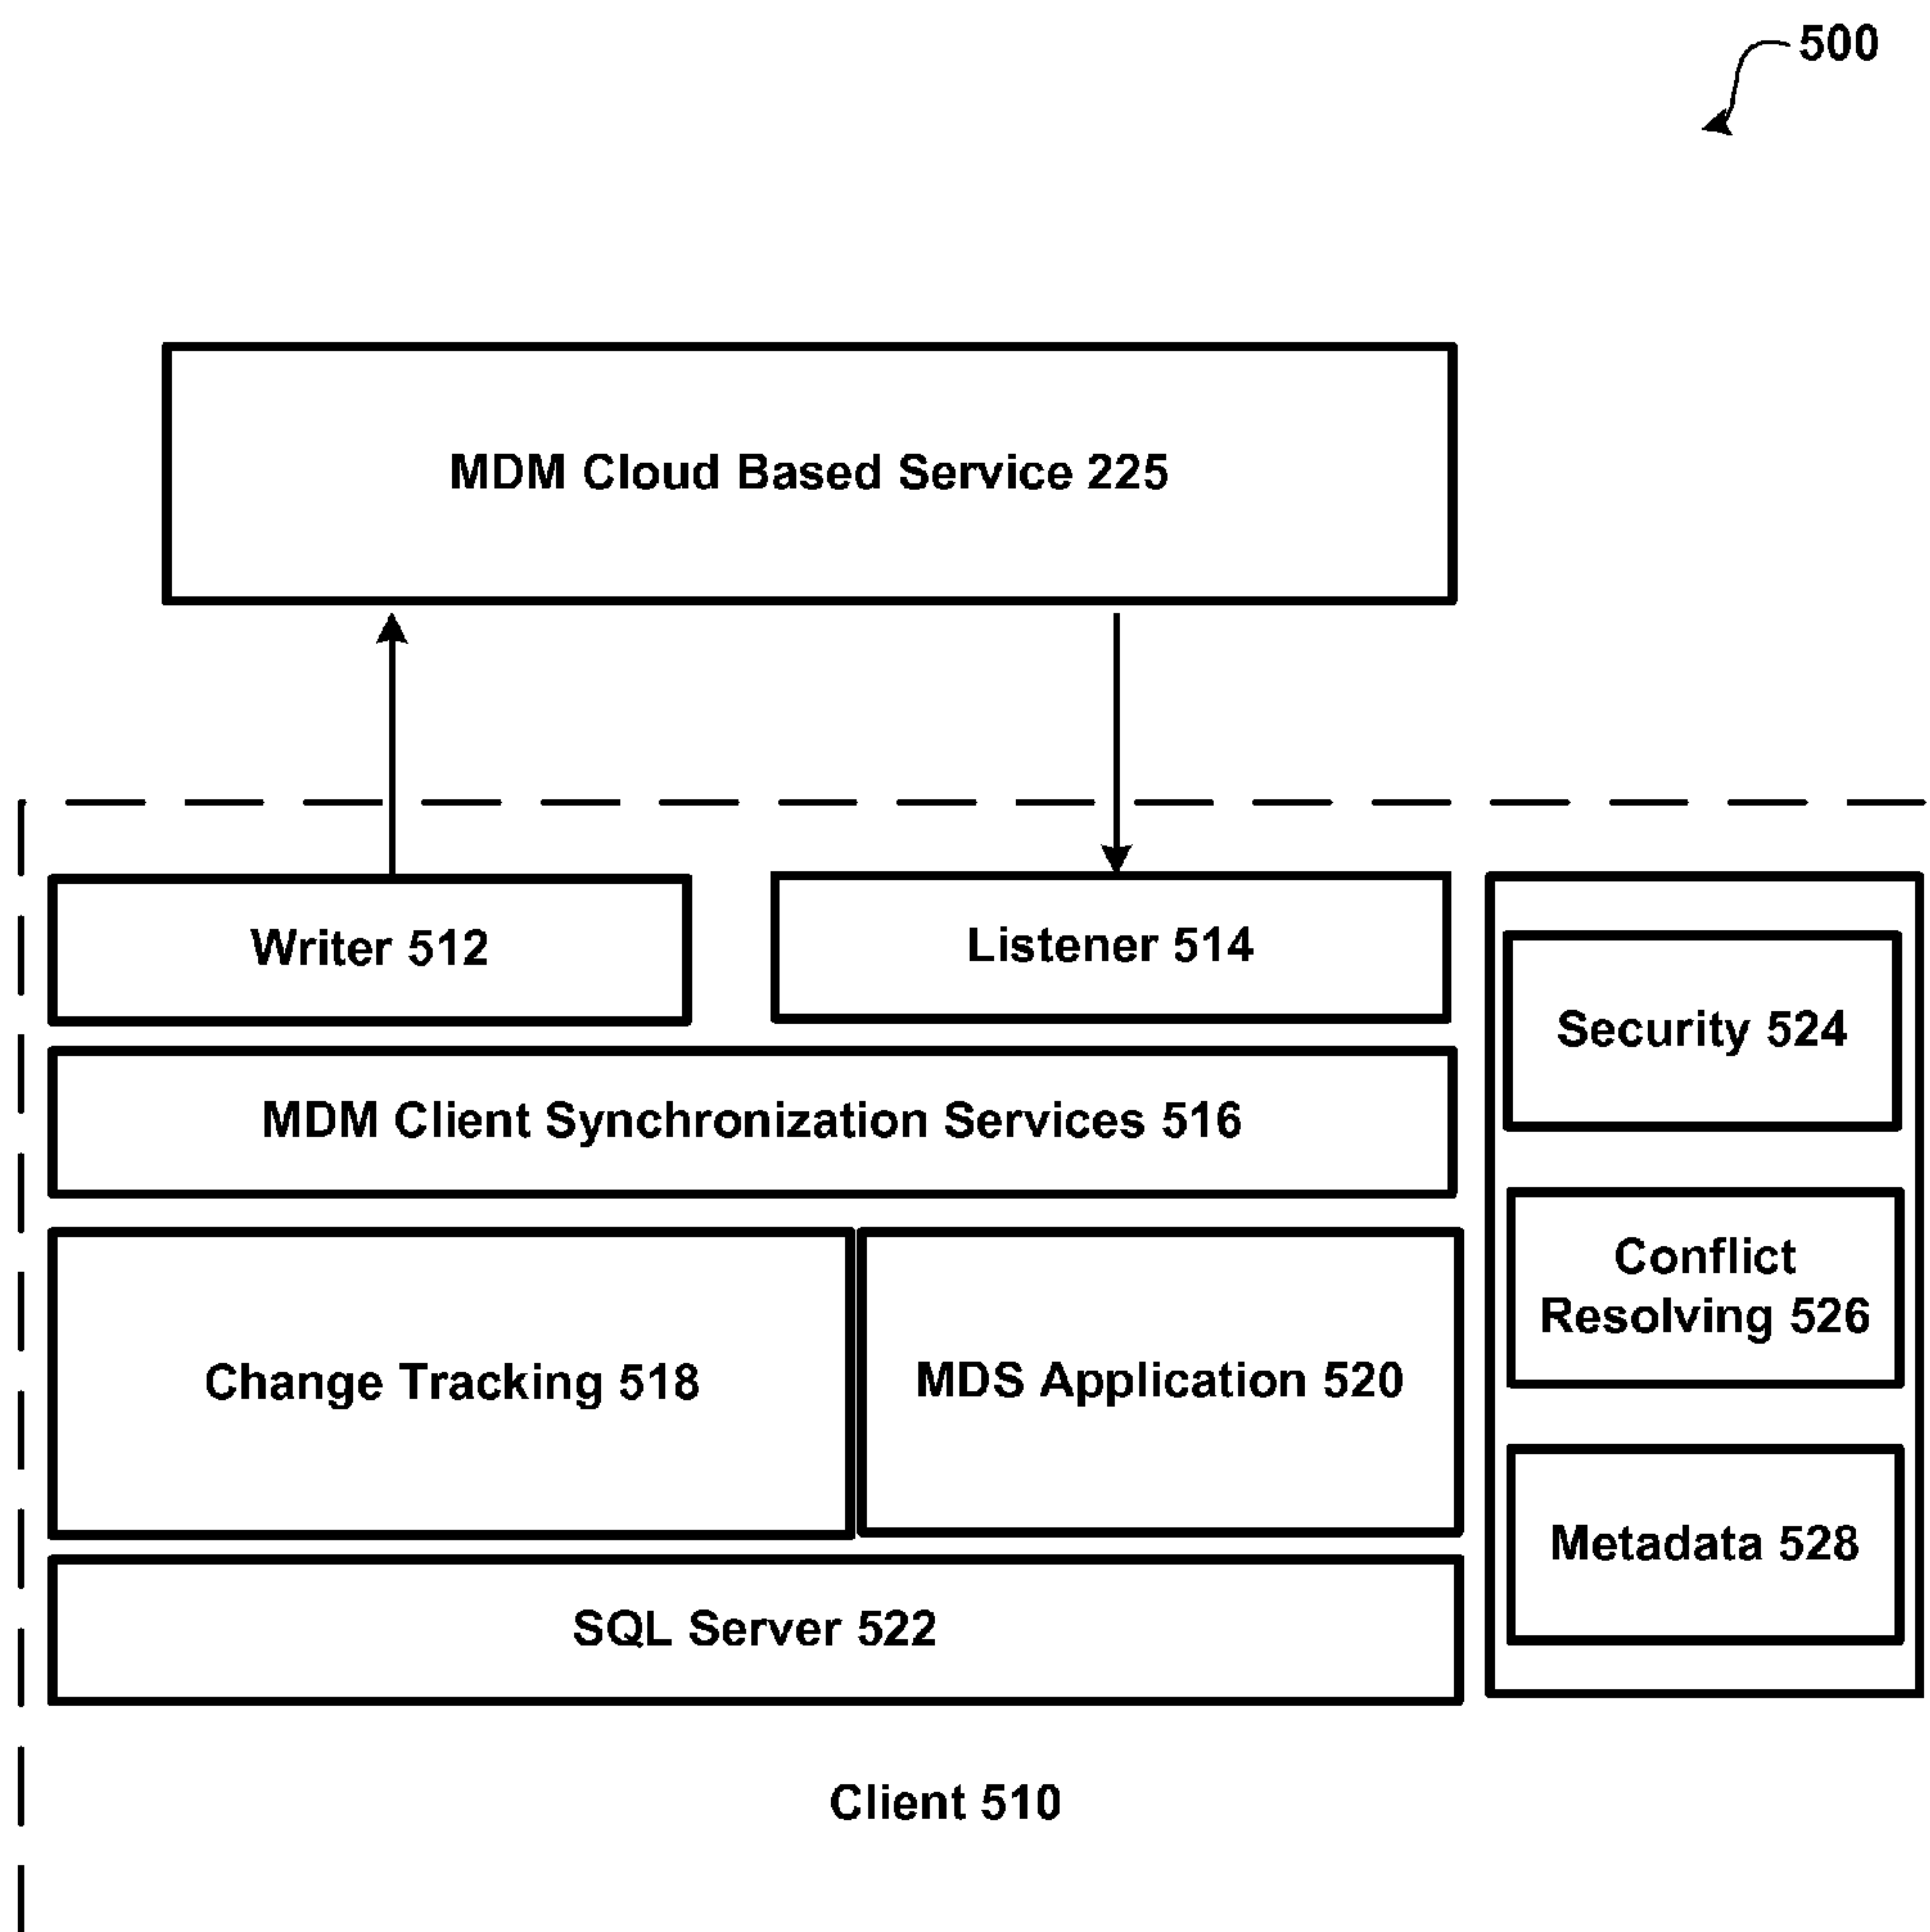 500
MDM Cloud Based Service 225
Writer 512
Listener 514
Security 524
MDM Client Synchronization Services 516
Conflict
Resolving 526
Change Tracking 518
MDS Application 520
Metadata 528
SQL Server 522
Client 510